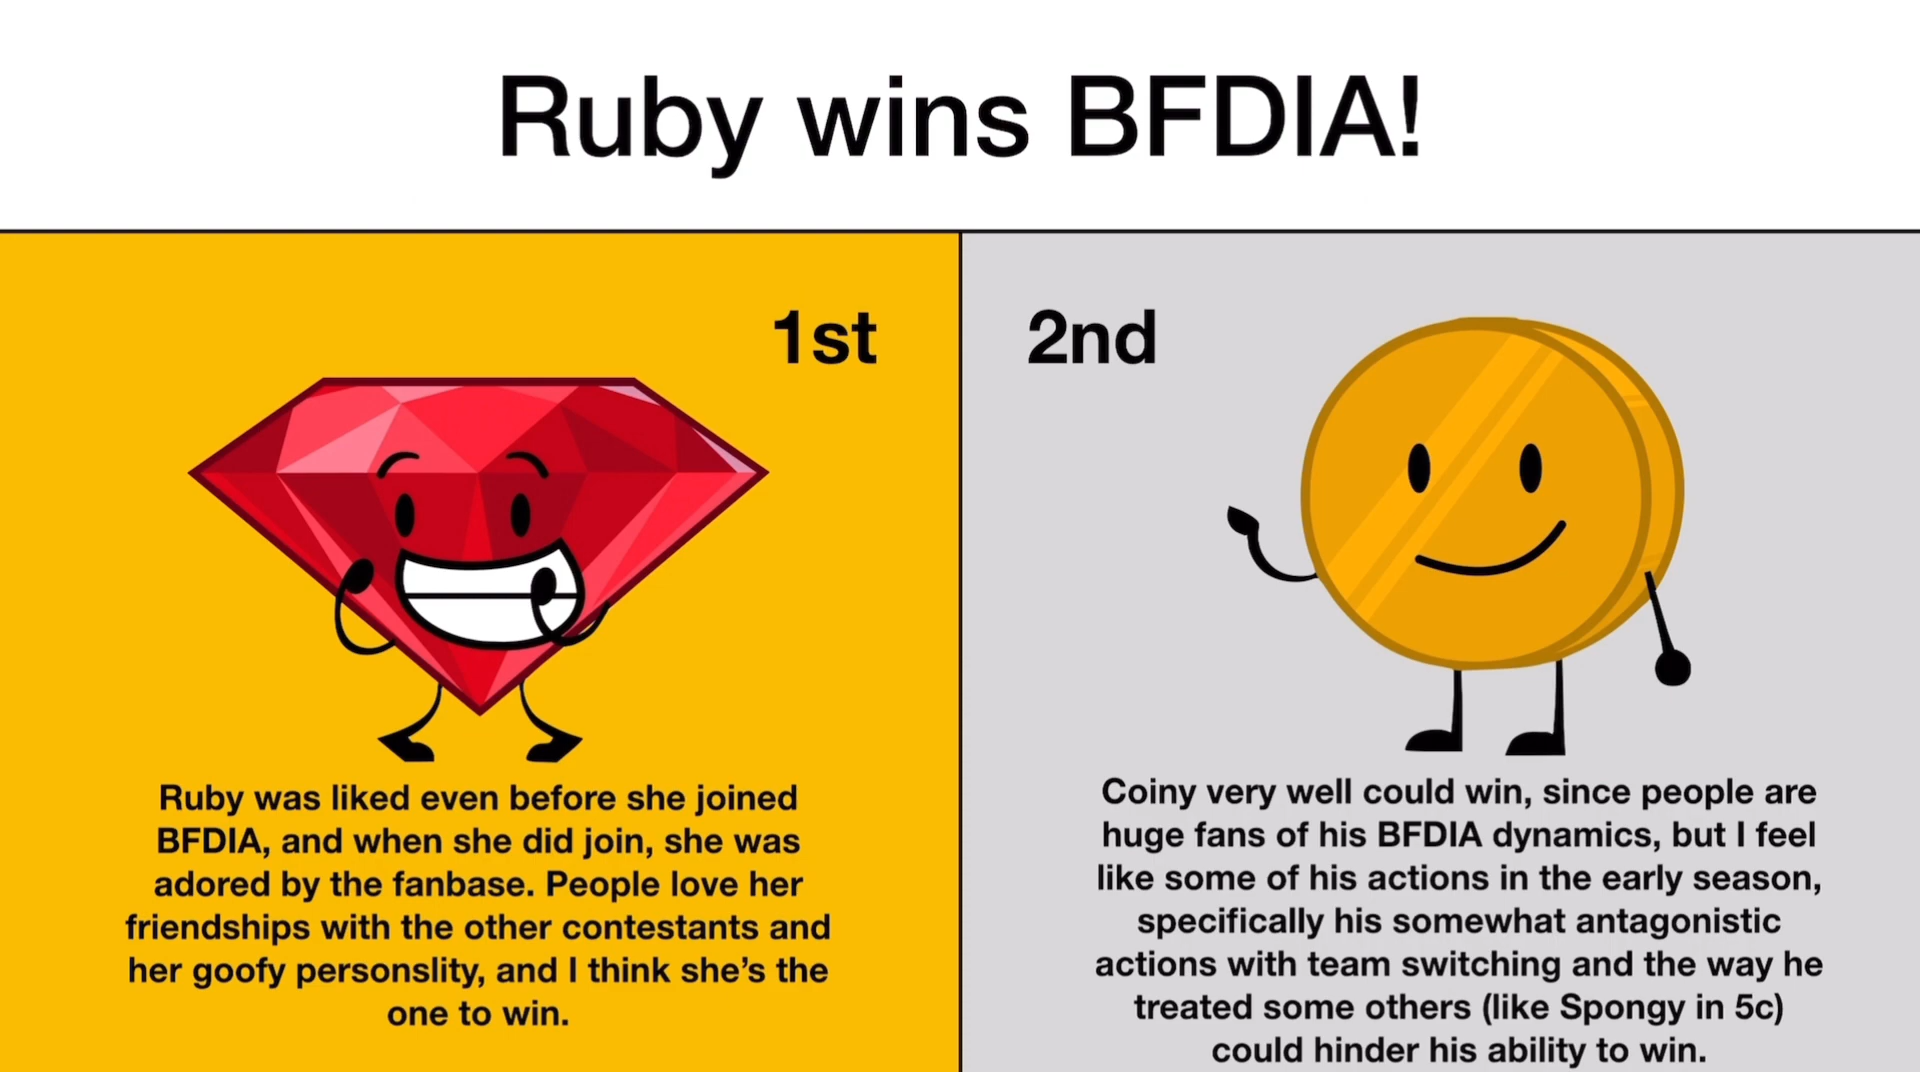 Ruby wins BFDIA!
1st
Ruby was liked even before she joined
BFDIA, and when she did join, she was
adored by the fanbase. People love her
friendships with the other contestants and
her goofy personslity, and I think she's the
one to win.
2nd
Coiny very well could win, since people are
huge fans of his BFDIA dynamics, but I feel
like some of his actions in the early season,
specifically his somewhat antagonistic
actions with team switching and the way he
treated some others (like Spongy in 5c)
could hinder his ability to win.